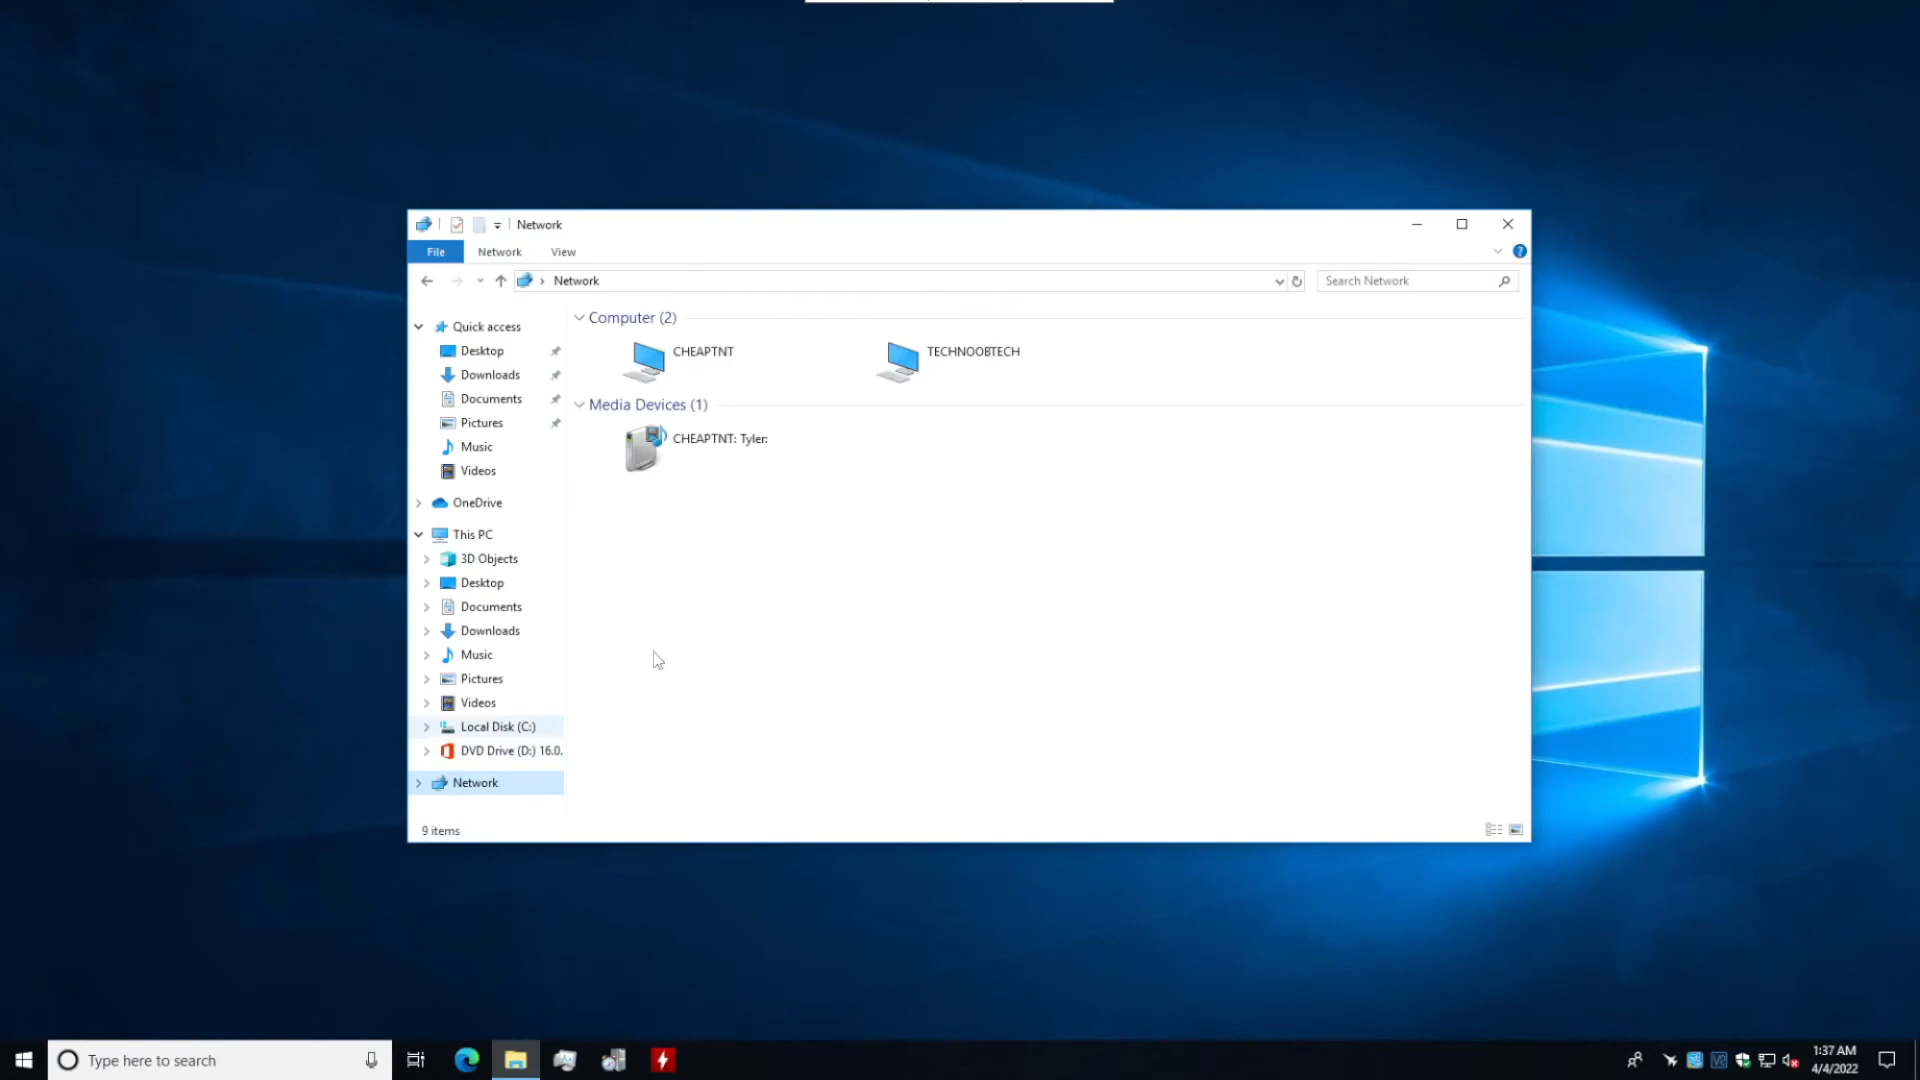 Network
File Network View
Network
Search Network
Quick access
Desktop
Downloads
Documents
Pictures
Music
Videos
OneDrive
This PC
3D Objects
Desktop
Documents
Downloads
Music
Pictures
Videos
Local Disk (C:)
DVD Drive (D:) 16.0.
Network
Computer (2)
CHEAPTNT TECHNOOBTECH
Media Devices (1)
CHEAPTNT: Tyler:
9 items
Type here to search
1:37 AM
4/4/2022